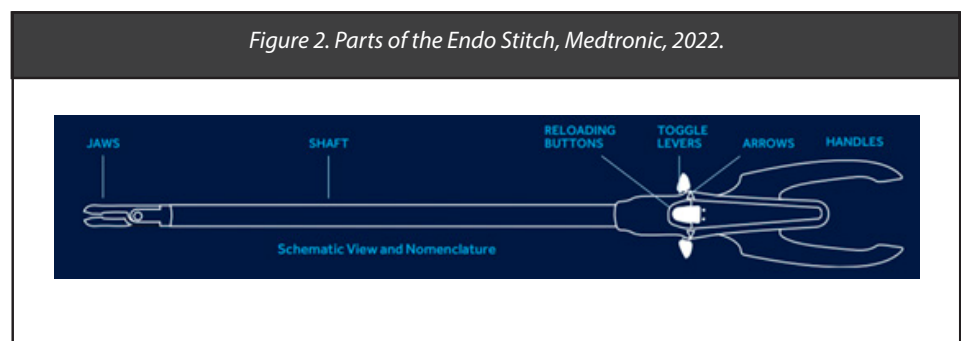 Figure 2. Parts of the Endo Stitch, Medtronic, 2022.
JAWS
SHAFT
RELOADING
BUTTONS
TOGGLE
LEVERS
ARROWS
HANDLES
Schematic View and Nomenclature